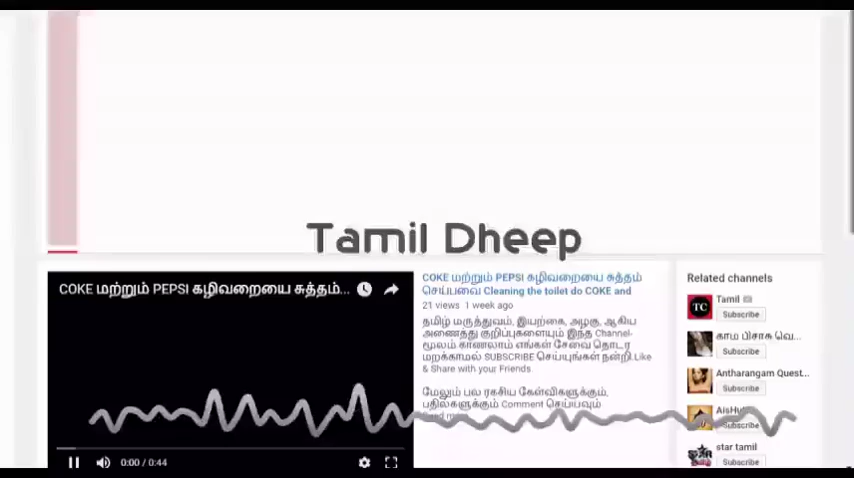 Tamil Dheep
COKE மற்றும் PEPSI கழிவறையை சுத்தம்...
0:00 / 0:44
COKE மற்றும் PEPSI கழிவறையை சுத்தம்
செய்பவை Cleaning the toilet do COKE and
21 views 1 week ago
தமிழ் மருத்துவம், இயற்கை, அழகு, ஆகிய
அணைத்து குறிப்புகளையும் இந்த Channel-
மூலம் காணலாம் எங்கள் சேவை தொடர
மறக்காமல் SUBSCRIBE செய்யுங்கள் நன்றி.Like
& Share with your Friends
மேலும் பல ரகசிய கேள்விகளுக்கும்,
பதில்களுக்கும் Comment செய்யவும்
Related channels
TC
Tamil
Subscribe
காம பிசாசு வெ...
Subscribe
Antharangam Quest...
Subscribe
Subscribe
star tamil
Subscribe